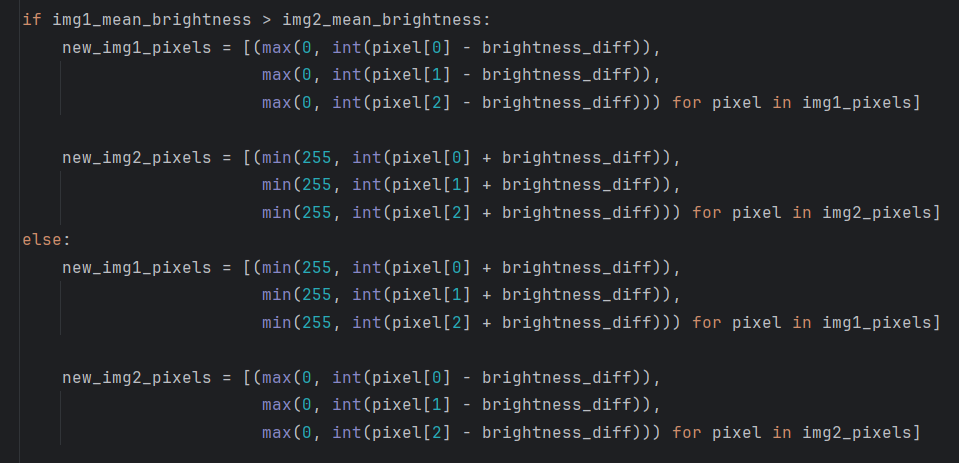 if img1_mean_brightness > img2_mean_brightness:
    new_img1_pixels = [(max(0, int(pixel[0] - brightness_diff)),
                        max(0, int(pixel[1] - brightness_diff)),
                        max(0, int(pixel[2] - brightness_diff))) for pixel in img1_pixels]

    new_img2_pixels = [(min(255, int(pixel[0] + brightness_diff)),
                        min(255, int(pixel[1] + brightness_diff)),
                        min(255, int(pixel[2] + brightness_diff))) for pixel in img2_pixels]
else:
    new_img1_pixels = [(min(255, int(pixel[0] + brightness_diff)),
                        min(255, int(pixel[1] + brightness_diff)),
                        min(255, int(pixel[2] + brightness_diff))) for pixel in img1_pixels]

    new_img2_pixels = [(max(0, int(pixel[0] - brightness_diff)),
                        max(0, int(pixel[1] - brightness_diff)),
                        max(0, int(pixel[2] - brightness_diff))) for pixel in img2_pixels]